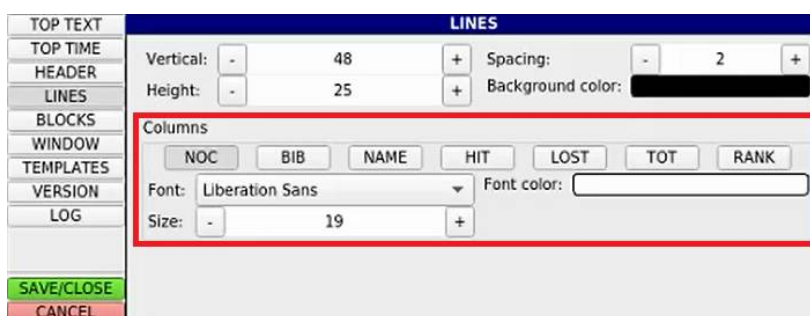 TOP TEXT
TOP TIME
HEADER
LINES
BLOCKS
WINDOW
TEMPLATES
VERSION
LOG
SAVE/CLOSE
CANCEL
LINES
Vertical: - 48 + Spacing: - 2 +
Height: - 25 + Background color:
Columns
NOC BIB NAME HIT LOST TOT RANK
Font: Liberation Sans Font color:
Size: - 19 +